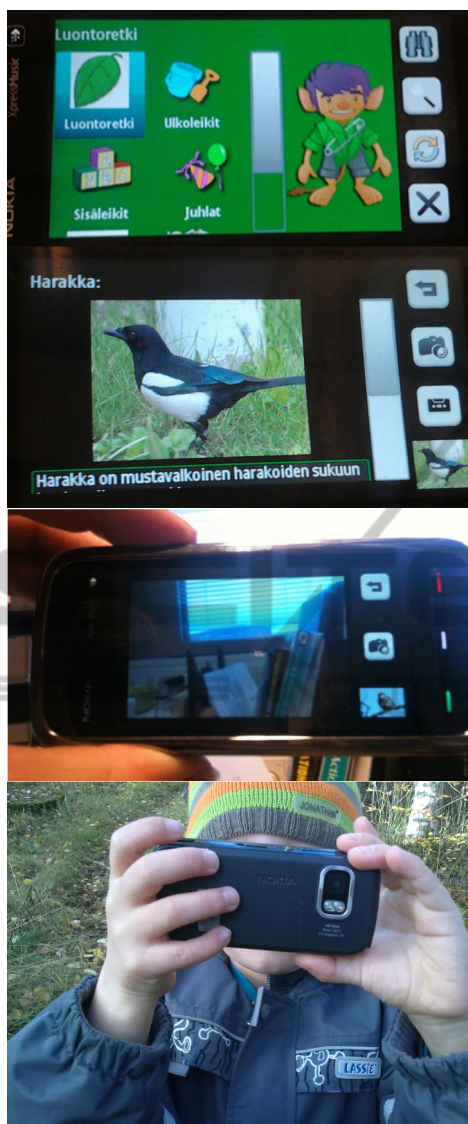 Luontoretki
XpressMusic
NOKIA
Luontoretki
Ulkoleikit
Sisäleikit
Juhlat
Harakka:
Harakka on mustavalkoinen harakoiden sukuun
NOKIA
JONATHAN
NOKIA
LASSIE